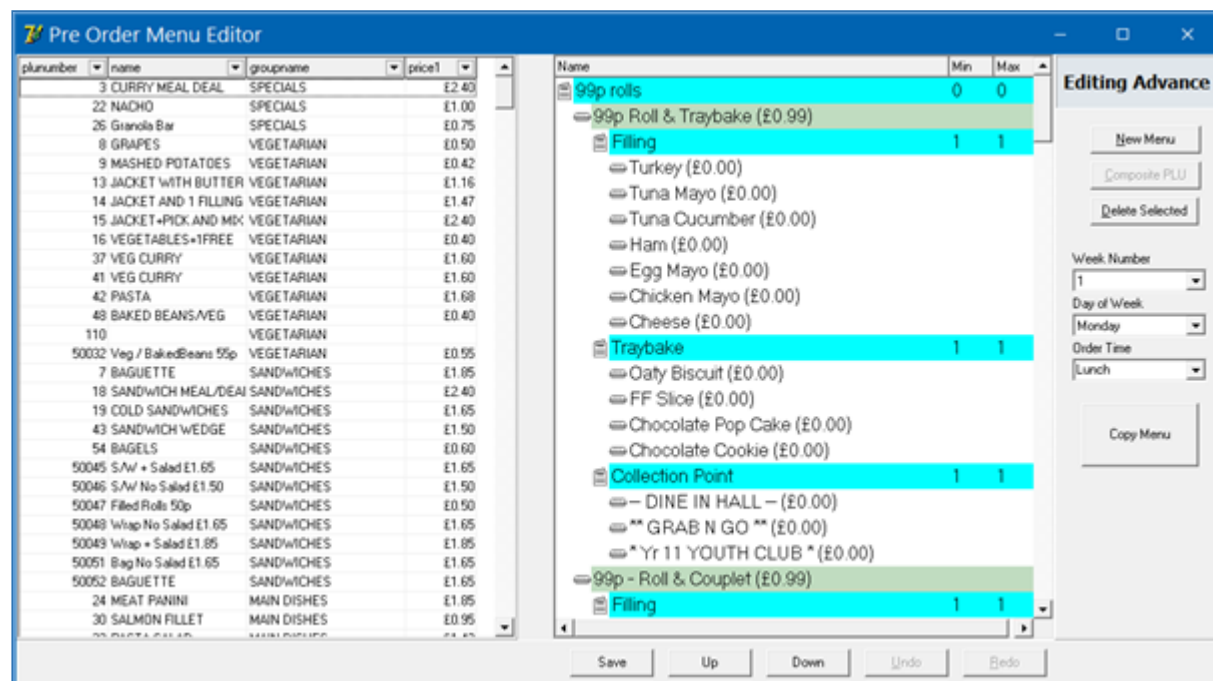 Pre Order Menu Editor
plunumber name groupname price1
3 CURRY MEAL DEAL SPECIALS £2.40
22 NACHO SPECIALS £1.00
26 Granola Bar SPECIALS £0.75
8 GRAPES VEGETARIAN £0.50
9 MASHED POTATOES VEGETARIAN £0.42
13 JACKET WITH BUTTER VEGETARIAN £1.16
14 JACKET AND 1 FILLING VEGETARIAN £1.47
15 JACKET+PICK AND MIX VEGETARIAN £2.40
16 VEGETABLES+1FREE VEGETARIAN £0.40
37 VEG CURRY VEGETARIAN £1.60
41 VEG CURRY VEGETARIAN £1.60
42 PASTA VEGETARIAN £1.68
48 BAKED BEANS/VEG VEGETARIAN £0.40
110 VEGETARIAN
50032 Veg / BakedBeans 55p VEGETARIAN £0.55
7 BAGUETTE SANDWICHES £1.85
18 SANDWICH MEAL/DEAL SANDWICHES £2.40
19 COLD SANDWICHES SANDWICHES £1.65
43 SANDWICH WEDGE SANDWICHES £1.50
54 BAGELS SANDWICHES £0.60
50045 S/W + Salad £1.65 SANDWICHES £1.65
50046 S/W No Salad £1.50 SANDWICHES £1.50
50047 Filled Rolls 50p SANDWICHES £0.50
50048 Wrap No Salad £1.65 SANDWICHES £1.65
50049 Wrap + Salad £1.85 SANDWICHES £1.85
50051 Bag No Salad £1.65 SANDWICHES £1.65
50052 BAGUETTE SANDWICHES £1.65
24 MEAT PANINI MAIN DISHES £1.85
30 SALMON FILLET MAIN DISHES £0.95
Name Min Max
99p rolls 0 0
99p Roll & Traybake (£0.99)
Filling 1 1
Turkey (£0.00)
Tuna Mayo (£0.00)
Tuna Cucumber (£0.00)
Ham (£0.00)
Egg Mayo (£0.00)
Chicken Mayo (£0.00)
Cheese (£0.00)
Traybake 1 1
Oaty Biscuit (£0.00)
FF Slice (£0.00)
Chocolate Pop Cake (£0.00)
Chocolate Cookie (£0.00)
Collection Point 1 1
– DINE IN HALL – (£0.00)
** GRAB N GO ** (£0.00)
* Yr 11 YOUTH CLUB * (£0.00)
99p - Roll & Couplet (£0.99)
Filling 1 1
Editing Advance
New Menu
Composite PLU
Delete Selected
Week Number
1
Day of Week
Monday
Order Time
Lunch
Copy Menu
Save Up Down Undo Redo